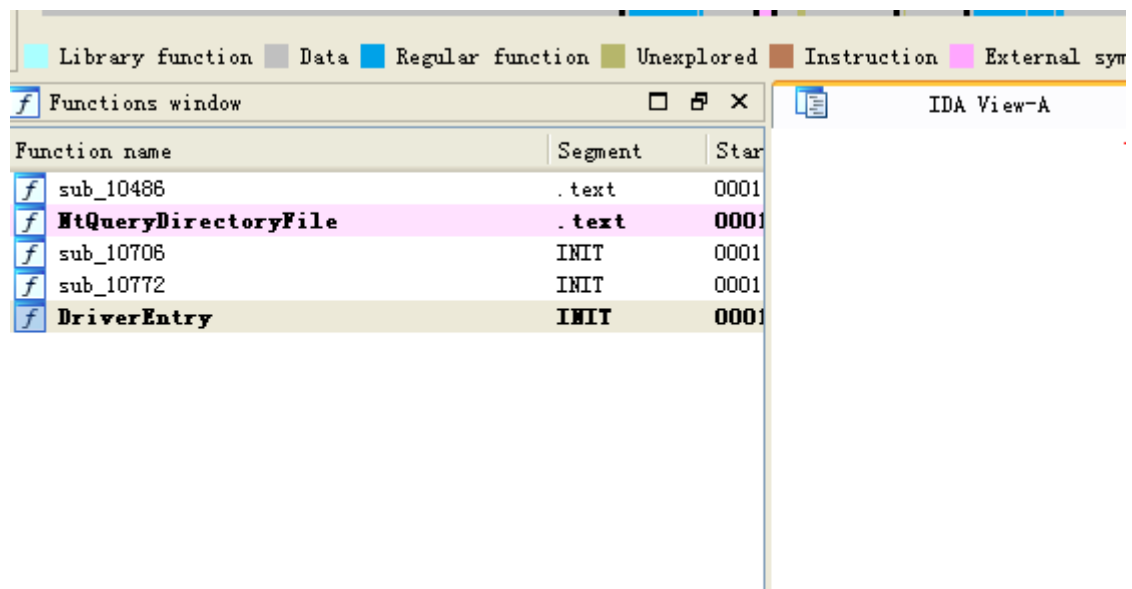 Library function Data Regular function Unexplored Instruction External sym
f Functions window IDA View-A
Function name Segment Star
f sub_10486 .text 0001
f NtQueryDirectoryFile .text 0001
f sub_10706 INIT 0001
f sub_10772 INIT 0001
f DriverEntry INIT 0001